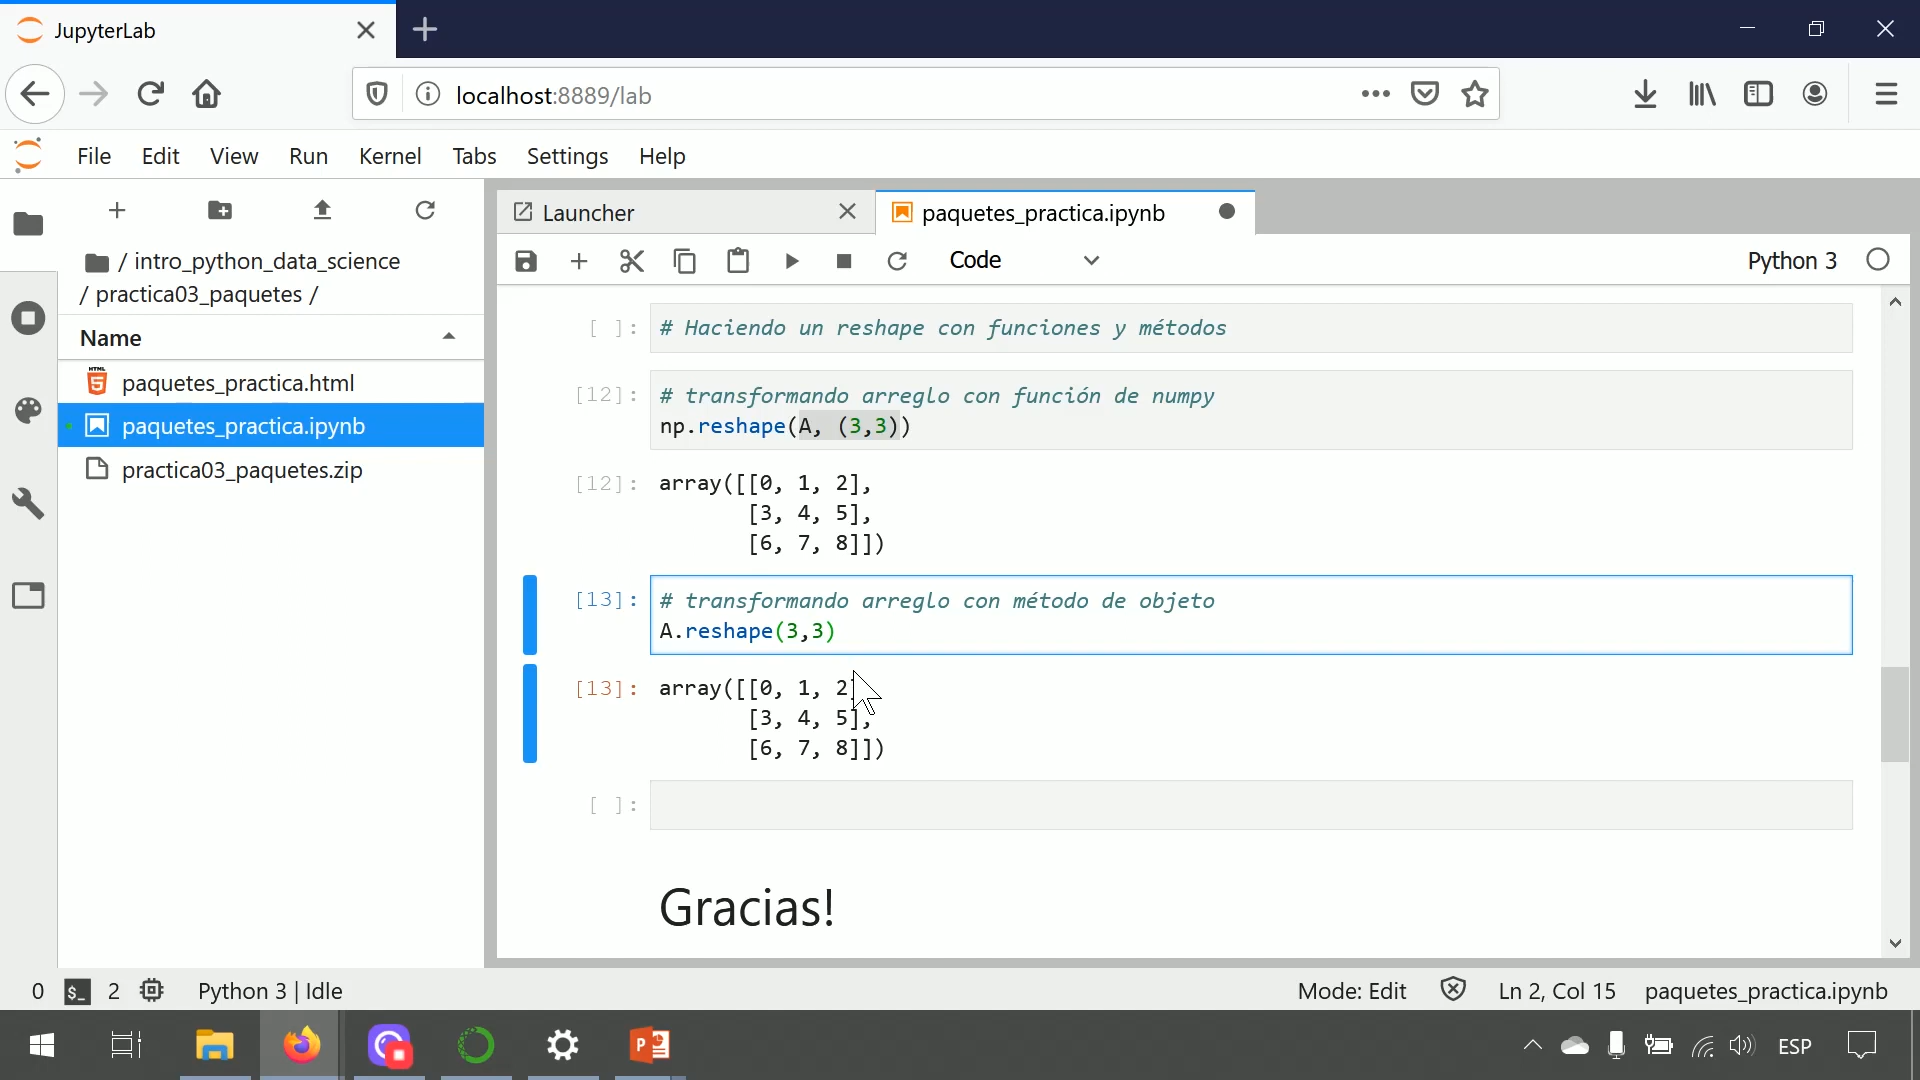 JupyterLab
localhost:8889/lab
File Edit View Run Kernel Tabs Settings Help
/ intro_python_data_science
/ practica03_paquetes /
Name
paquetes_practica.html
paquetes_practica.ipynb
practica03_paquetes.zip
Launcher
paquetes_practica.ipynb
Code
Python 3
[ ]: # Haciendo un reshape con funciones y métodos
[12]: # transformando arreglo con función de numpy
np.reshape(A, (3,3))
[12]: array([[0, 1, 2],
[3, 4, 5],
[6, 7, 8]])
[13]: # transformando arreglo con método de objeto
A.reshape(3,3)
[13]: array([[0, 1, 2],
[3, 4, 5],
[6, 7, 8]])
[ ]:
Gracias!
0 $_ 2 Python 3 | Idle
Mode: Edit Ln 2, Col 15 paquetes_practica.ipynb
ESP